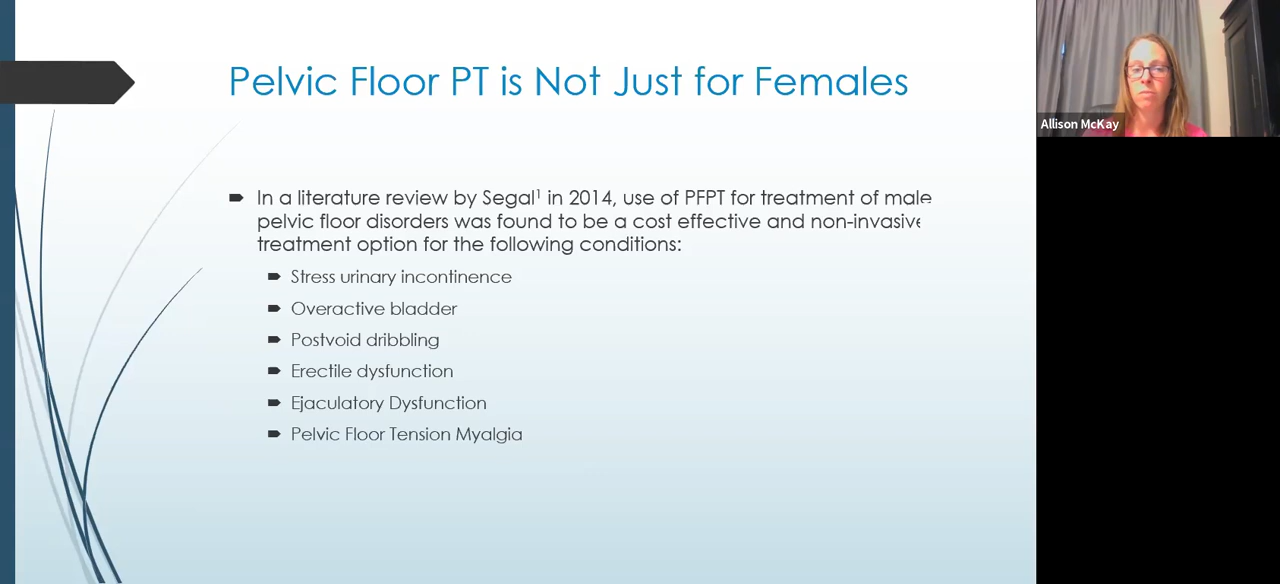 Pelvic Floor PT is Not Just for Females
In a literature review by Segal¹ in 2014, use of PFPT for treatment of male
pelvic floor disorders was found to be a cost effective and non-invasive
treatment option for the following conditions:
Stress urinary incontinence
Overactive bladder
Postvoid dribbling
Erectile dysfunction
Ejaculatory Dysfunction
Pelvic Floor Tension Myalgia
Allison McKay